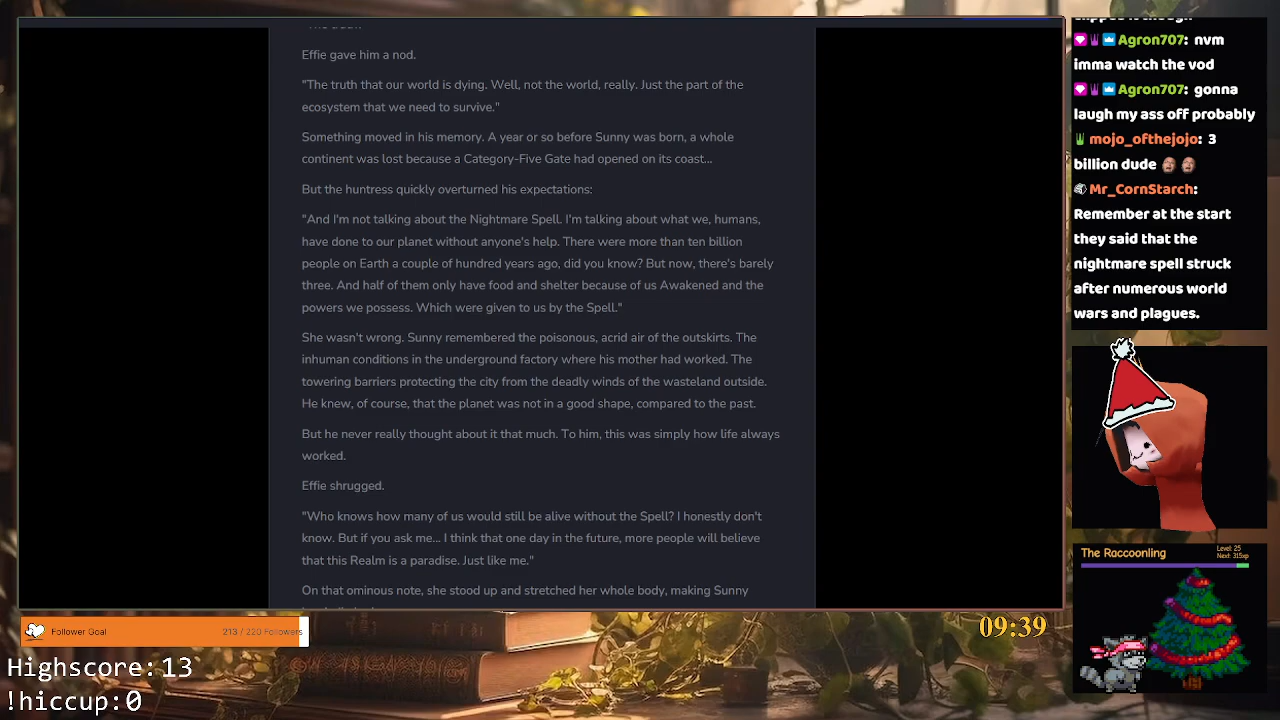 Effie gave him a nod.
"The truth that our world is dying. Well, not the world, really. Just the part of the
ecosystem that we need to survive."
Something moved in his memory. A year or so before Sunny was born, a whole
continent was lost because a Category-Five Gate had opened on its coast...
But the huntress quickly overturned his expectations:
"And I'm not talking about the Nightmare Spell. I'm talking about what we, humans,
have done to our planet without anyone's help. There were more than ten billion
people on Earth a couple of hundred years ago, did you know? But now, there's barely
three. And half of them only have food and shelter because of us Awakened and the
powers we possess. Which were given to us by the Spell."
She wasn't wrong. Sunny remembered the poisonous, acrid air of the outskirts. The
inhuman conditions in the underground factory where his mother had worked. The
towering barriers protecting the city from the deadly winds of the wasteland outside.
He knew, of course, that the planet was not in a good shape, compared to the past.
But he never really thought about it that much. To him, this was simply how life always
worked.
Effie shrugged.
"Who knows how many of us would still be alive without the Spell? I honestly don't
know. But if you ask me... I think that one day in the future, more people will believe
that this Realm is a paradise. Just like me."
On that ominous note, she stood up and stretched her whole body, making Sunny
Agron707: nvm
imma watch the vod
Agron707: gonna
laugh my ass off probably
mojo_ofthejojo: 3
billion dude
Mr_CornStarch:
Remember at the start
they said that the
nightmare spell struck
after numerous world
wars and plagues.
The Raccoonling
Level: 25
Next: 315xp
Follower Goal
213 / 220 Followers
09:39
Highscore:13
!hiccup:0